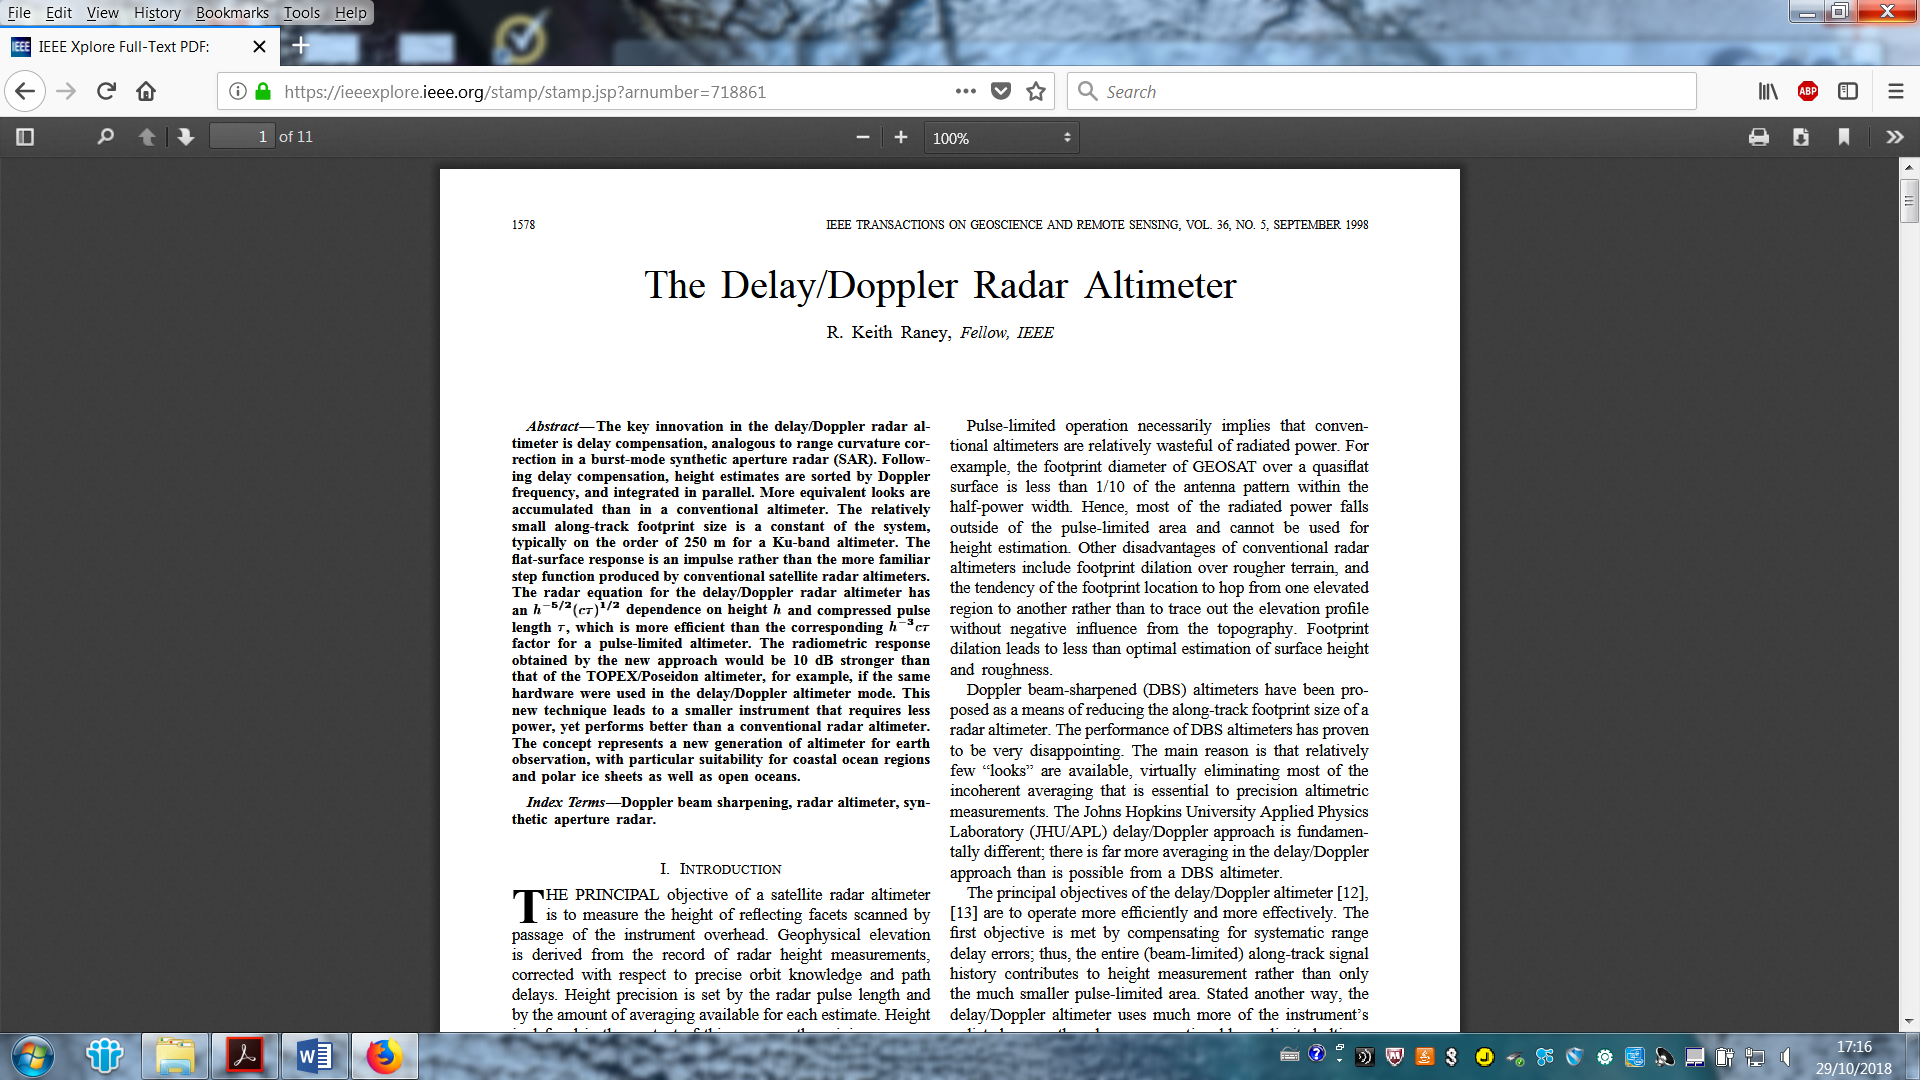 File Edit View History Bookmarks Tools Help
IEEE IEEE Xplore Full-Text PDF:
https://ieeexplore.ieee.org/stamp/stamp.jsp?arnumber=718861
Search
ABP
1 of 11
100%
1578
IEEE TRANSACTIONS ON GEOSCIENCE AND REMOTE SENSING, VOL. 36, NO. 5, SEPTEMBER 1998
The Delay/Doppler Radar Altimeter
R. Keith Raney, Fellow, IEEE
Abstract—The key innovation in the delay/Doppler radar al-
timeter is delay compensation, analogous to range curvature cor-
rection in a burst-mode synthetic aperture radar (SAR). Follow-
ing delay compensation, height estimates are sorted by Doppler
frequency, and integrated in parallel. More equivalent looks are
accumulated than in a conventional altimeter. The relatively
small along-track footprint size is a constant of the system,
typically on the order of 250 m for a Ku-band altimeter. The
flat-surface response is an impulse rather than the more familiar
step function produced by conventional satellite radar altimeters.
The radar equation for the delay/Doppler radar altimeter has
an h^−5/2(cτ)^1/2 dependence on height h and compressed pulse
length τ, which is more efficient than the corresponding h^−3cτ
factor for a pulse-limited altimeter. The radiometric response
obtained by the new approach would be 10 dB stronger than
that of the TOPEX/Poseidon altimeter, for example, if the same
hardware were used in the delay/Doppler altimeter mode. This
new technique leads to a smaller instrument that requires less
power, yet performs better than a conventional radar altimeter.
The concept represents a new generation of altimeter for earth
observation, with particular suitability for coastal ocean regions
and polar ice sheets as well as open oceans.
Index Terms—Doppler beam sharpening, radar altimeter, syn-
thetic aperture radar.
I. INTRODUCTION
THE PRINCIPAL objective of a satellite radar altimeter
is to measure the height of reflecting facets scanned by
passage of the instrument overhead. Geophysical elevation
is derived from the record of radar height measurements,
corrected with respect to precise orbit knowledge and path
delays. Height precision is set by the radar pulse length and
by the amount of averaging available for each estimate. Height
Pulse-limited operation necessarily implies that conven-
tional altimeters are relatively wasteful of radiated power. For
example, the footprint diameter of GEOSAT over a quasiflat
surface is less than 1/10 of the antenna pattern within the
half-power width. Hence, most of the radiated power falls
outside of the pulse-limited area and cannot be used for
height estimation. Other disadvantages of conventional radar
altimeters include footprint dilation over rougher terrain, and
the tendency of the footprint location to hop from one elevated
region to another rather than to trace out the elevation profile
without negative influence from the topography. Footprint
dilation leads to less than optimal estimation of surface height
and roughness.
Doppler beam-sharpened (DBS) altimeters have been pro-
posed as a means of reducing the along-track footprint size of a
radar altimeter. The performance of DBS altimeters has proven
to be very disappointing. The main reason is that relatively
few “looks” are available, virtually eliminating most of the
incoherent averaging that is essential to precision altimetric
measurements. The Johns Hopkins University Applied Physics
Laboratory (JHU/APL) delay/Doppler approach is fundamen-
tally different; there is far more averaging in the delay/Doppler
approach than is possible from a DBS altimeter.
The principal objectives of the delay/Doppler altimeter [12],
[13] are to operate more efficiently and more effectively. The
first objective is met by compensating for systematic range
delay errors; thus, the entire (beam-limited) along-track signal
history contributes to height measurement rather than only
the much smaller pulse-limited area. Stated another way, the
delay/Doppler altimeter uses much more of the instrument’s
17:16
29/10/2018